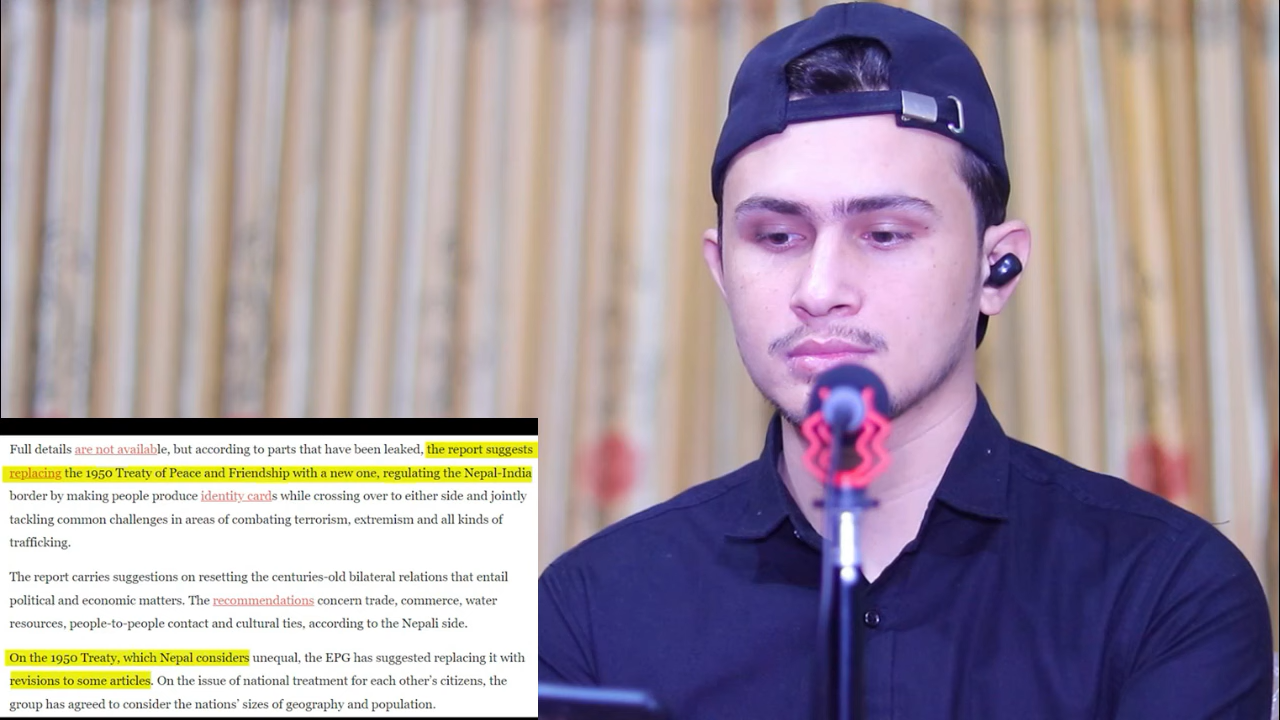 Full details are not available, but according to parts that have been leaked, the report suggests
replacing the 1950 Treaty of Peace and Friendship with a new one, regulating the Nepal-India
border by making people produce identity cards while crossing over to either side and jointly
tackling common challenges in areas of combating terrorism, extremism and all kinds of
trafficking.
The report carries suggestions on resetting the centuries-old bilateral relations that entail
political and economic matters. The recommendations concern trade, commerce, water
resources, people-to-people contact and cultural ties, according to the Nepali side.
On the 1950 Treaty, which Nepal considers unequal, the EPG has suggested replacing it with
revisions to some articles. On the issue of national treatment for each other's citizens, the
group has agreed to consider the nations' sizes of geography and population.